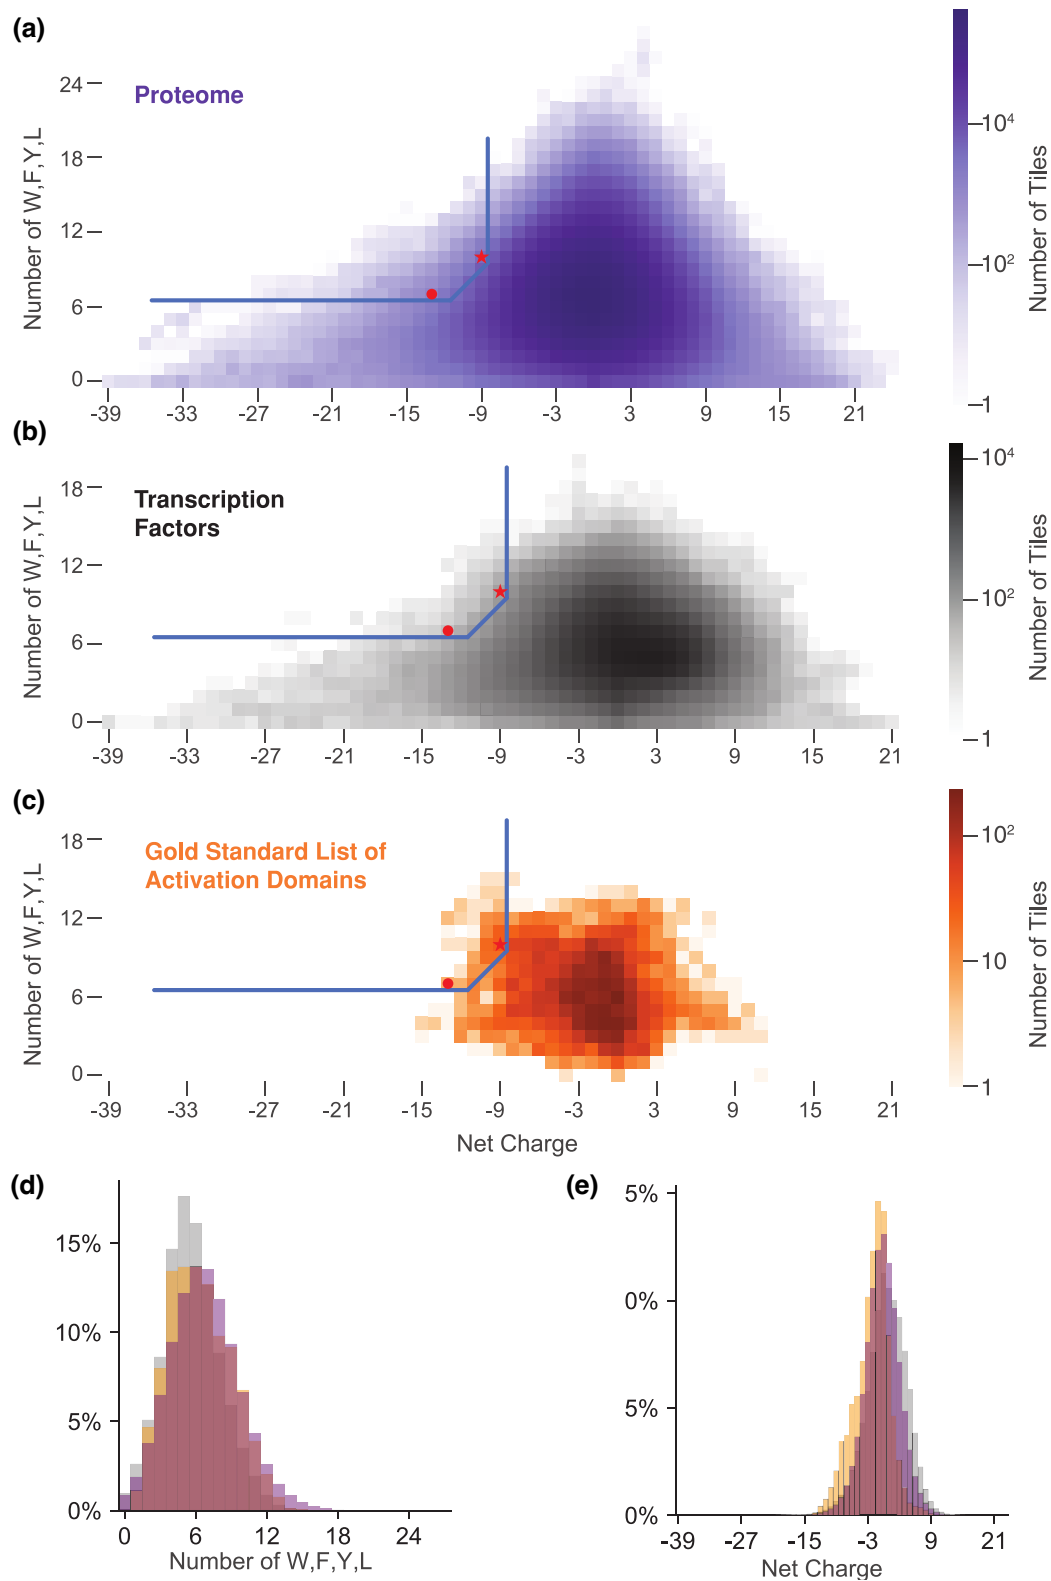 (a)
Proteome
Number of W,F,Y,L
24
18
12
6
0
-39 -33 -27 -21 -15 -9 -3 3 9 15 21
10⁴
10²
1
Number of Tiles
(b)
Transcription
Factors
Number of W,F,Y,L
18
12
6
0
-39 -33 -27 -21 -15 -9 -3 3 9 15 21
10⁴
10²
1
Number of Tiles
(c)
Gold Standard List of
Activation Domains
Number of W,F,Y,L
18
12
6
0
-39 -33 -27 -21 -15 -9 -3 3 9 15 21
Net Charge
10²
10
1
Number of Tiles
(d)
15%
10%
5%
0%
0 6 12 18 24
Number of W,F,Y,L
(e)
5%
0%
5%
0%
-39 -27 -15 -3 9 21
Net Charge